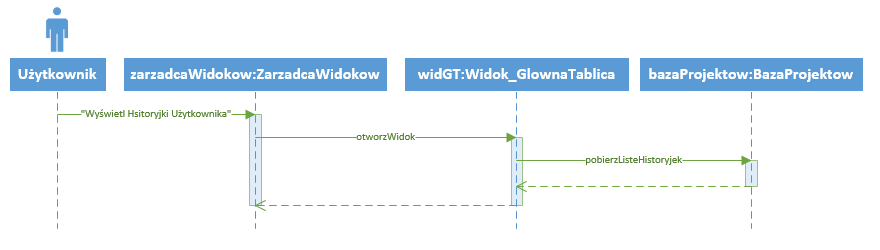 Użytkownik
zarzadcaWidokow:ZarzadcaWidokow
widGT:Widok_GlownaTablica
bazaProjektow:BazaProjektow
"Wyświetl Hsitoryjki Użytkownika"
otworzWidok
pobierzListeHistoryjek